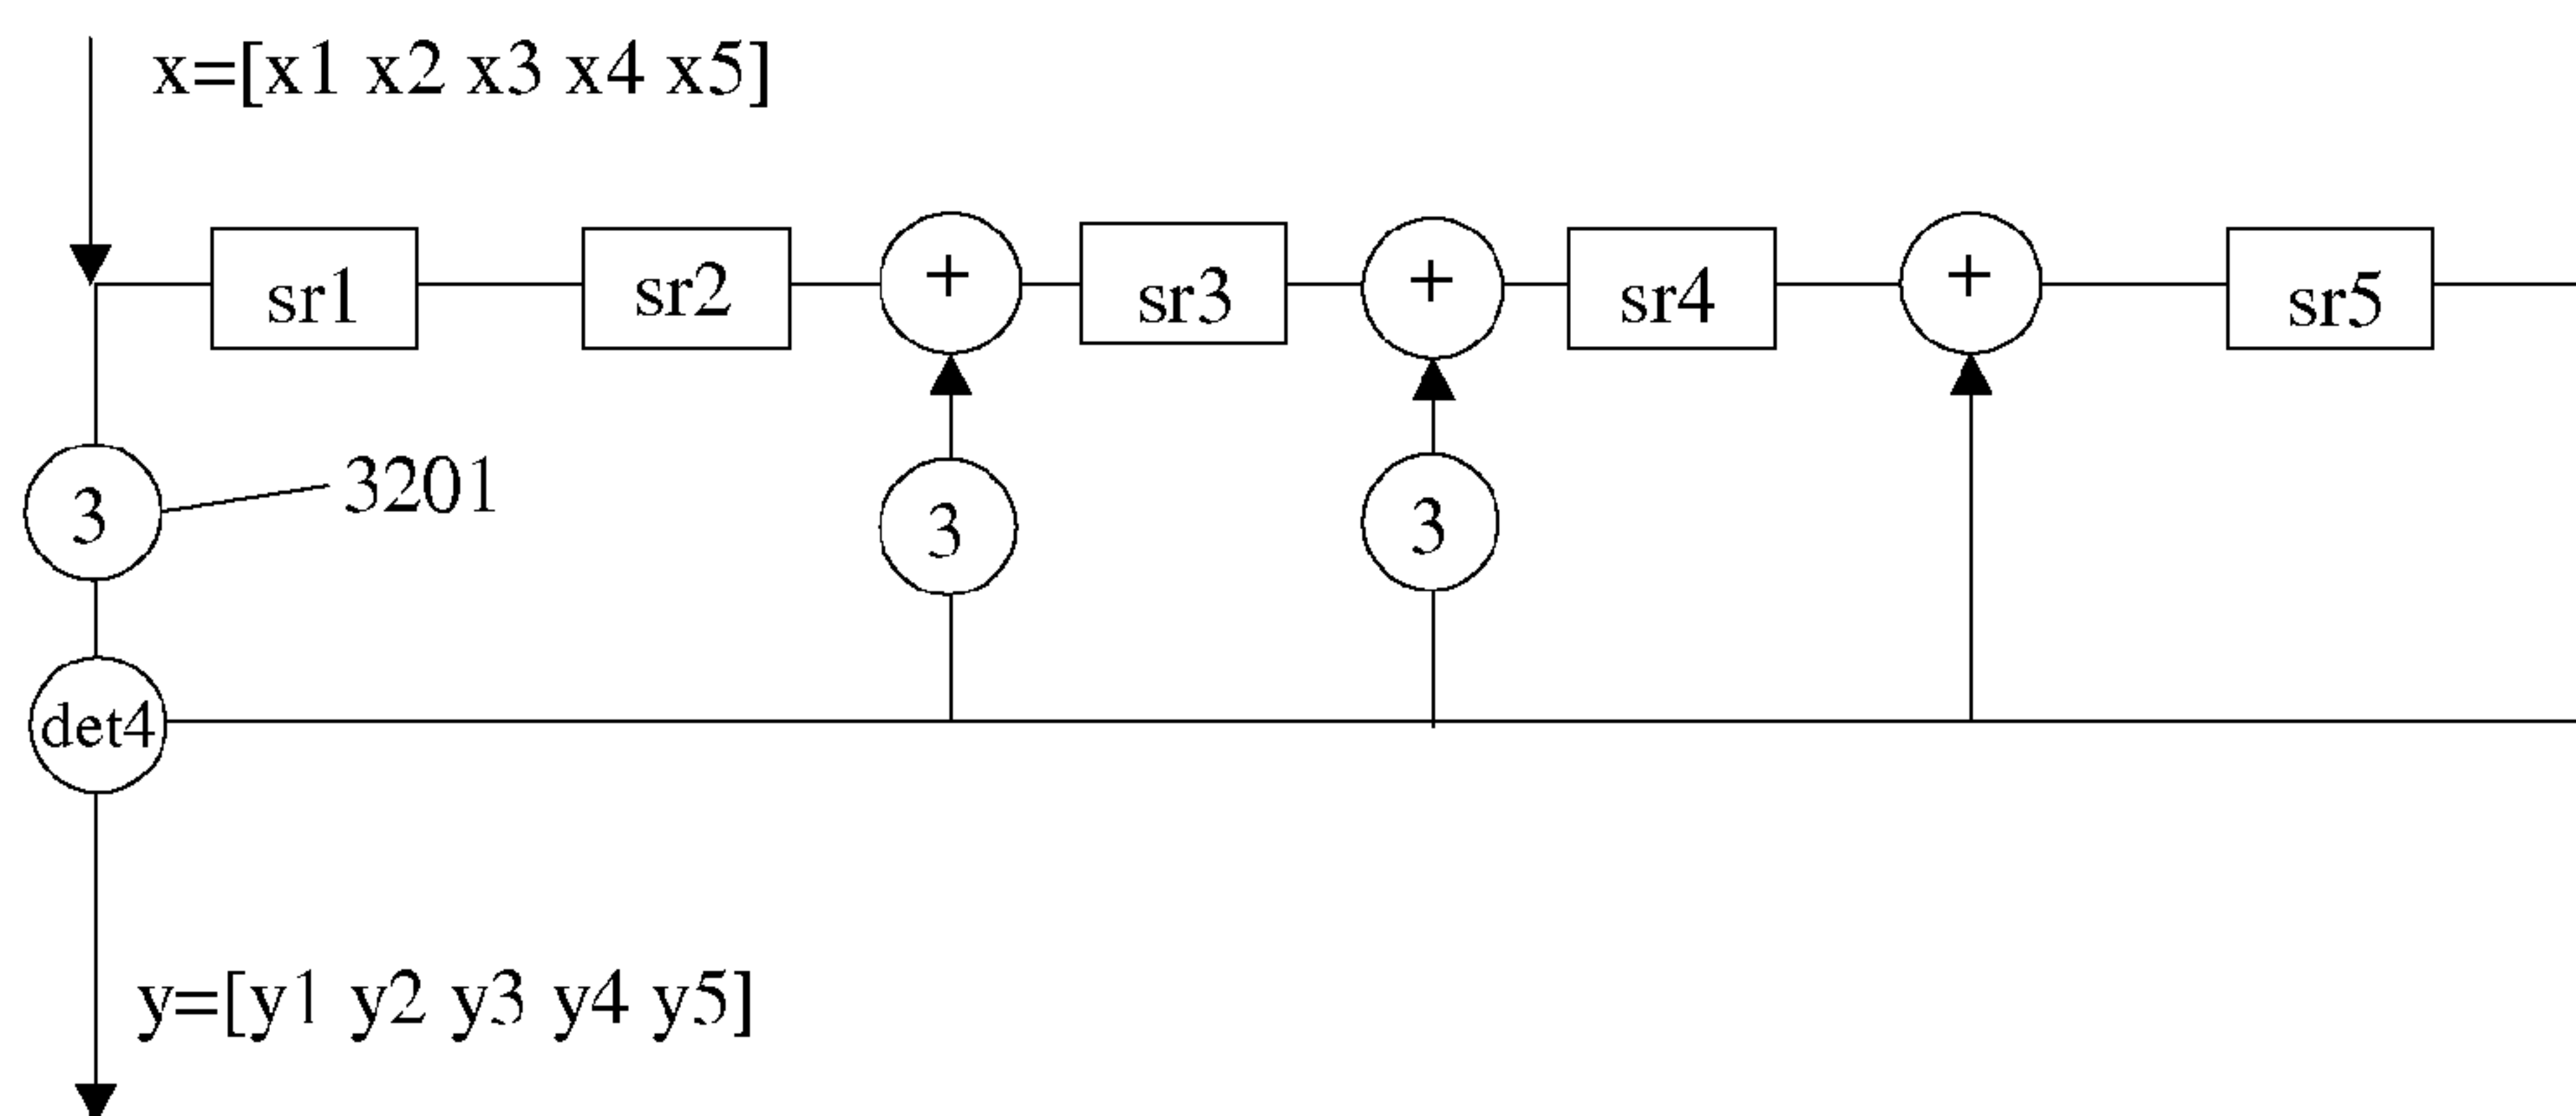 x=[x1 x2 x3 x4 x5]
sr1 sr2 + sr3 + sr4 + sr5
3 3201 3 3
det4
y=[y1 y2 y3 y4 y5]